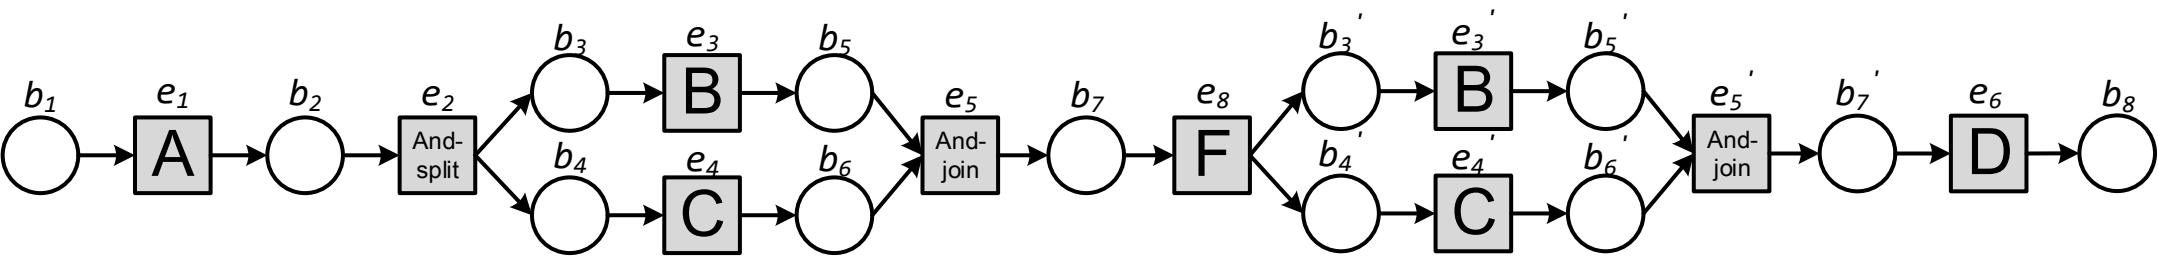 b1
e1
A
b2
e2
And-
split
b3
e3
B
b5
b4
e4
C
b6
e5
And-
join
b7
e8
F
b3'
e3'
B
b5'
b4'
e4'
C
b6'
e5'
And-
join
b7'
e6
D
b8